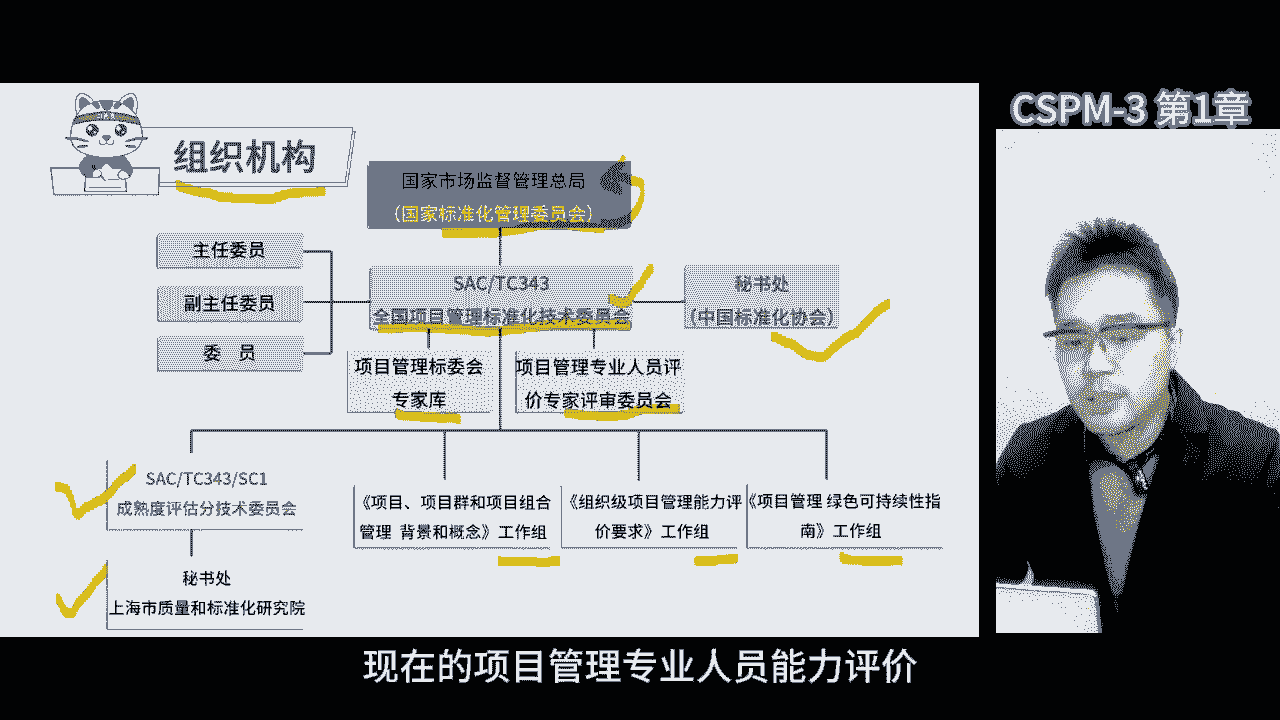 CSPM-3 第1章
组织机构
国家市场监督管理总局
（国家标准化管理委员会）
主任委员
副主任委员
委 员
SAC/TC343
全国项目管理标准化技术委员会
秘书处
（中国标准化协会）
项目管理标委会
专家库
项目管理专业人员评
价专家评审委员会
SAC/TC343/SC1
成熟度评估分技术委员会
《项目、项目群和项目组合
管理 背景和概念》工作组
《组织级项目管理能力评
价要求》工作组
《项目管理 绿色可持续性指
南》工作组
秘书处
上海市质量和标准化研究院
现在的项目管理专业人员能力评价